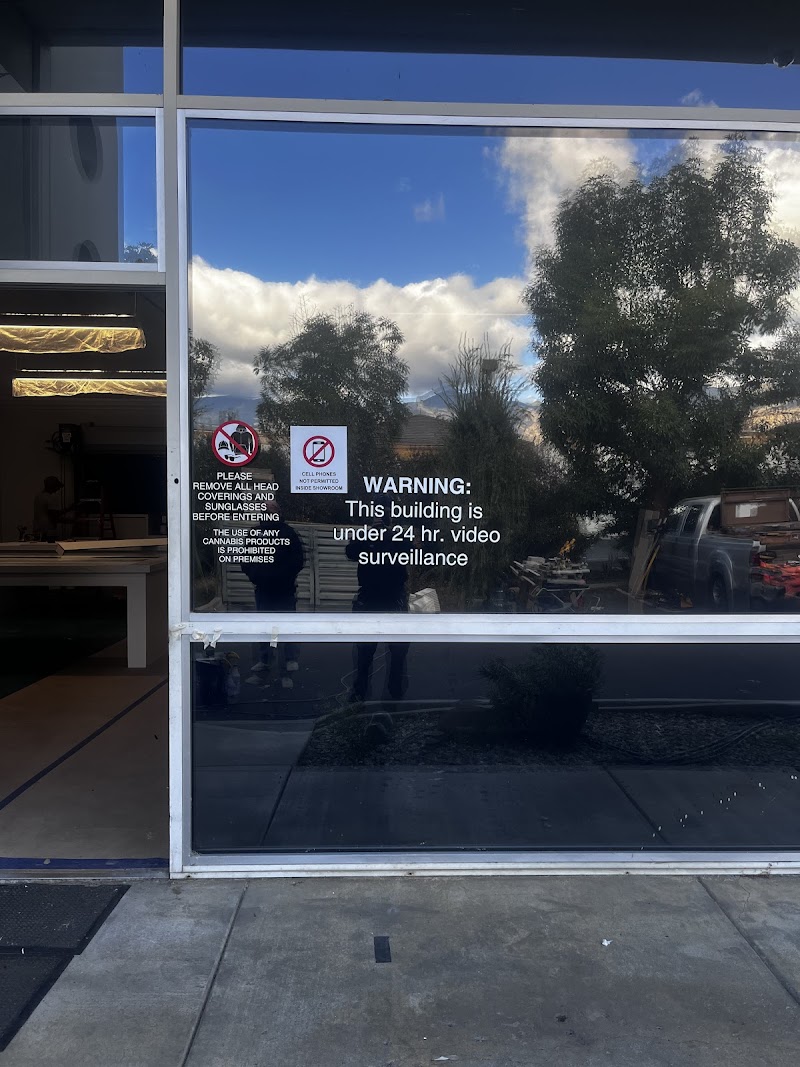 PLEASE
REMOVE ALL HEAD
COVERINGS AND
SUNGLASSES
BEFORE ENTERING
THE USE OF ANY
CANNABIS PRODUCTS
IS PROHIBITED
ON PREMISES
CELL PHONES
NOT PERMITTED
INSIDE SHOWROOM
WARNING:
This building is
under 24 hr. video
surveillance